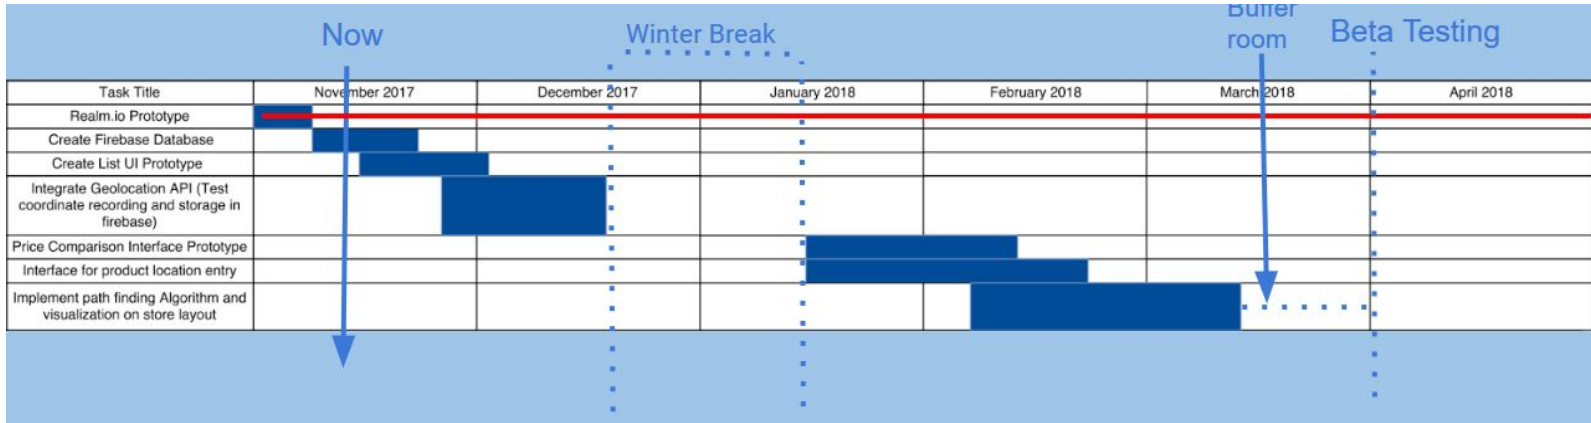 Now
Winter Break
Buffer
room
Beta Testing
Task Title
November 2017
December 2017
January 2018
February 2018
March 2018
April 2018
Realm.io Prototype
Create Firebase Database
Create List UI Prototype
Integrate Geolocation API (Test
coordinate recording and storage in
firebase)
Price Comparison Interface Prototype
Interface for product location entry
Implement path finding Algorithm and
visualization on store layout